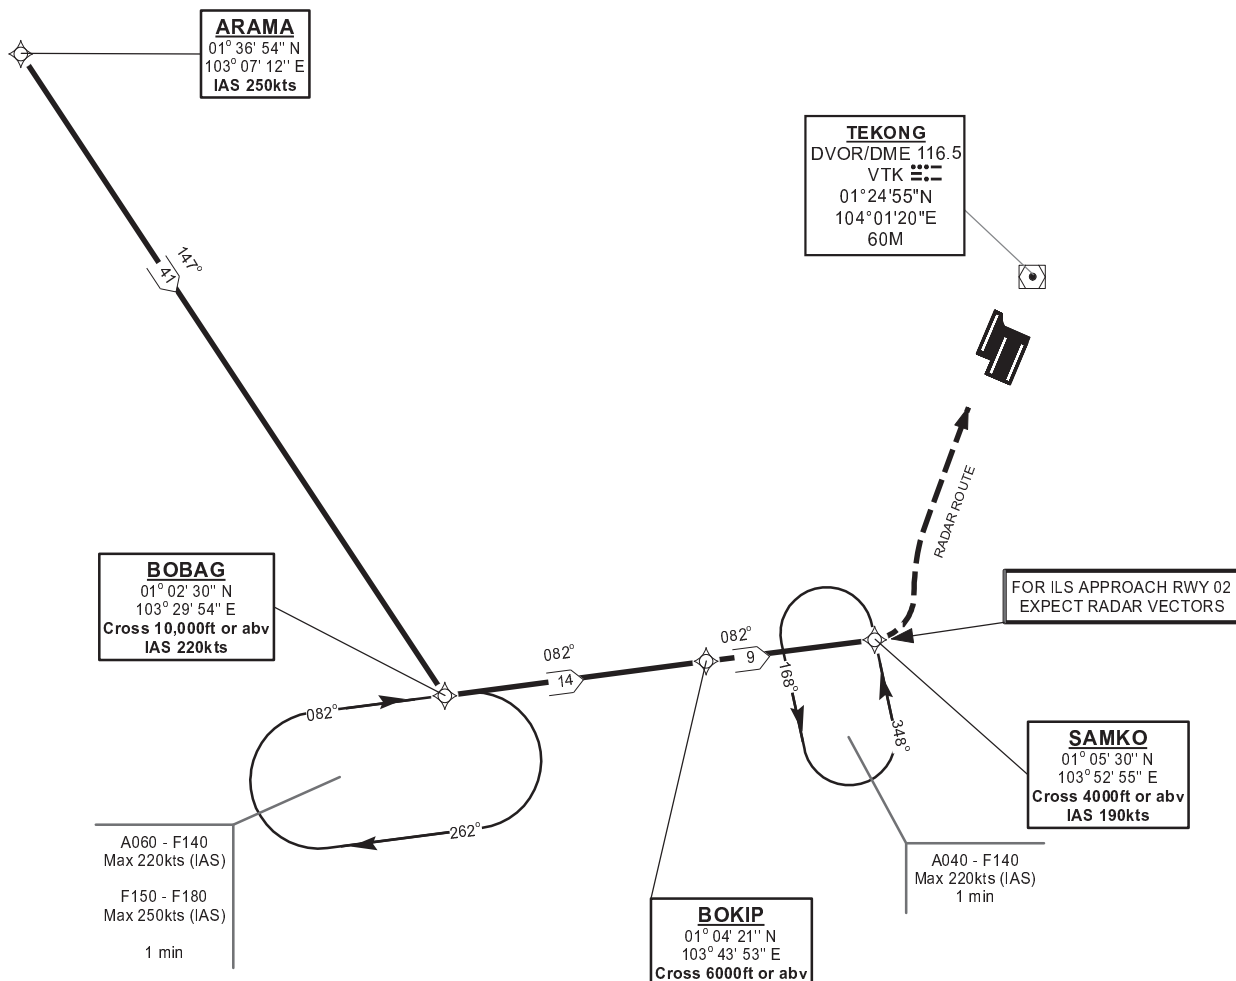 ARAMA
01° 36' 54'' N
103° 07' 12'' E
IAS 250kts
TEKONG
DVOR/DME 116.5
VTK
01°24'55"N
104°01'20"E
60M
147°
41
RADAR ROUTE
BOBAG
01° 02' 30'' N
103° 29' 54'' E
Cross 10,000ft or abv
IAS 220kts
FOR ILS APPROACH RWY 02
EXPECT RADAR VECTORS
082°
14
082°
9
082°
262°
168°
348°
SAMKO
01° 05' 30'' N
103° 52' 55'' E
Cross 4000ft or abv
IAS 190kts
A060 - F140
Max 220kts (IAS)
F150 - F180
Max 250kts (IAS)
1 min
A040 - F140
Max 220kts (IAS)
1 min
BOKIP
01° 04' 21'' N
103° 43' 53'' E
Cross 6000ft or abv